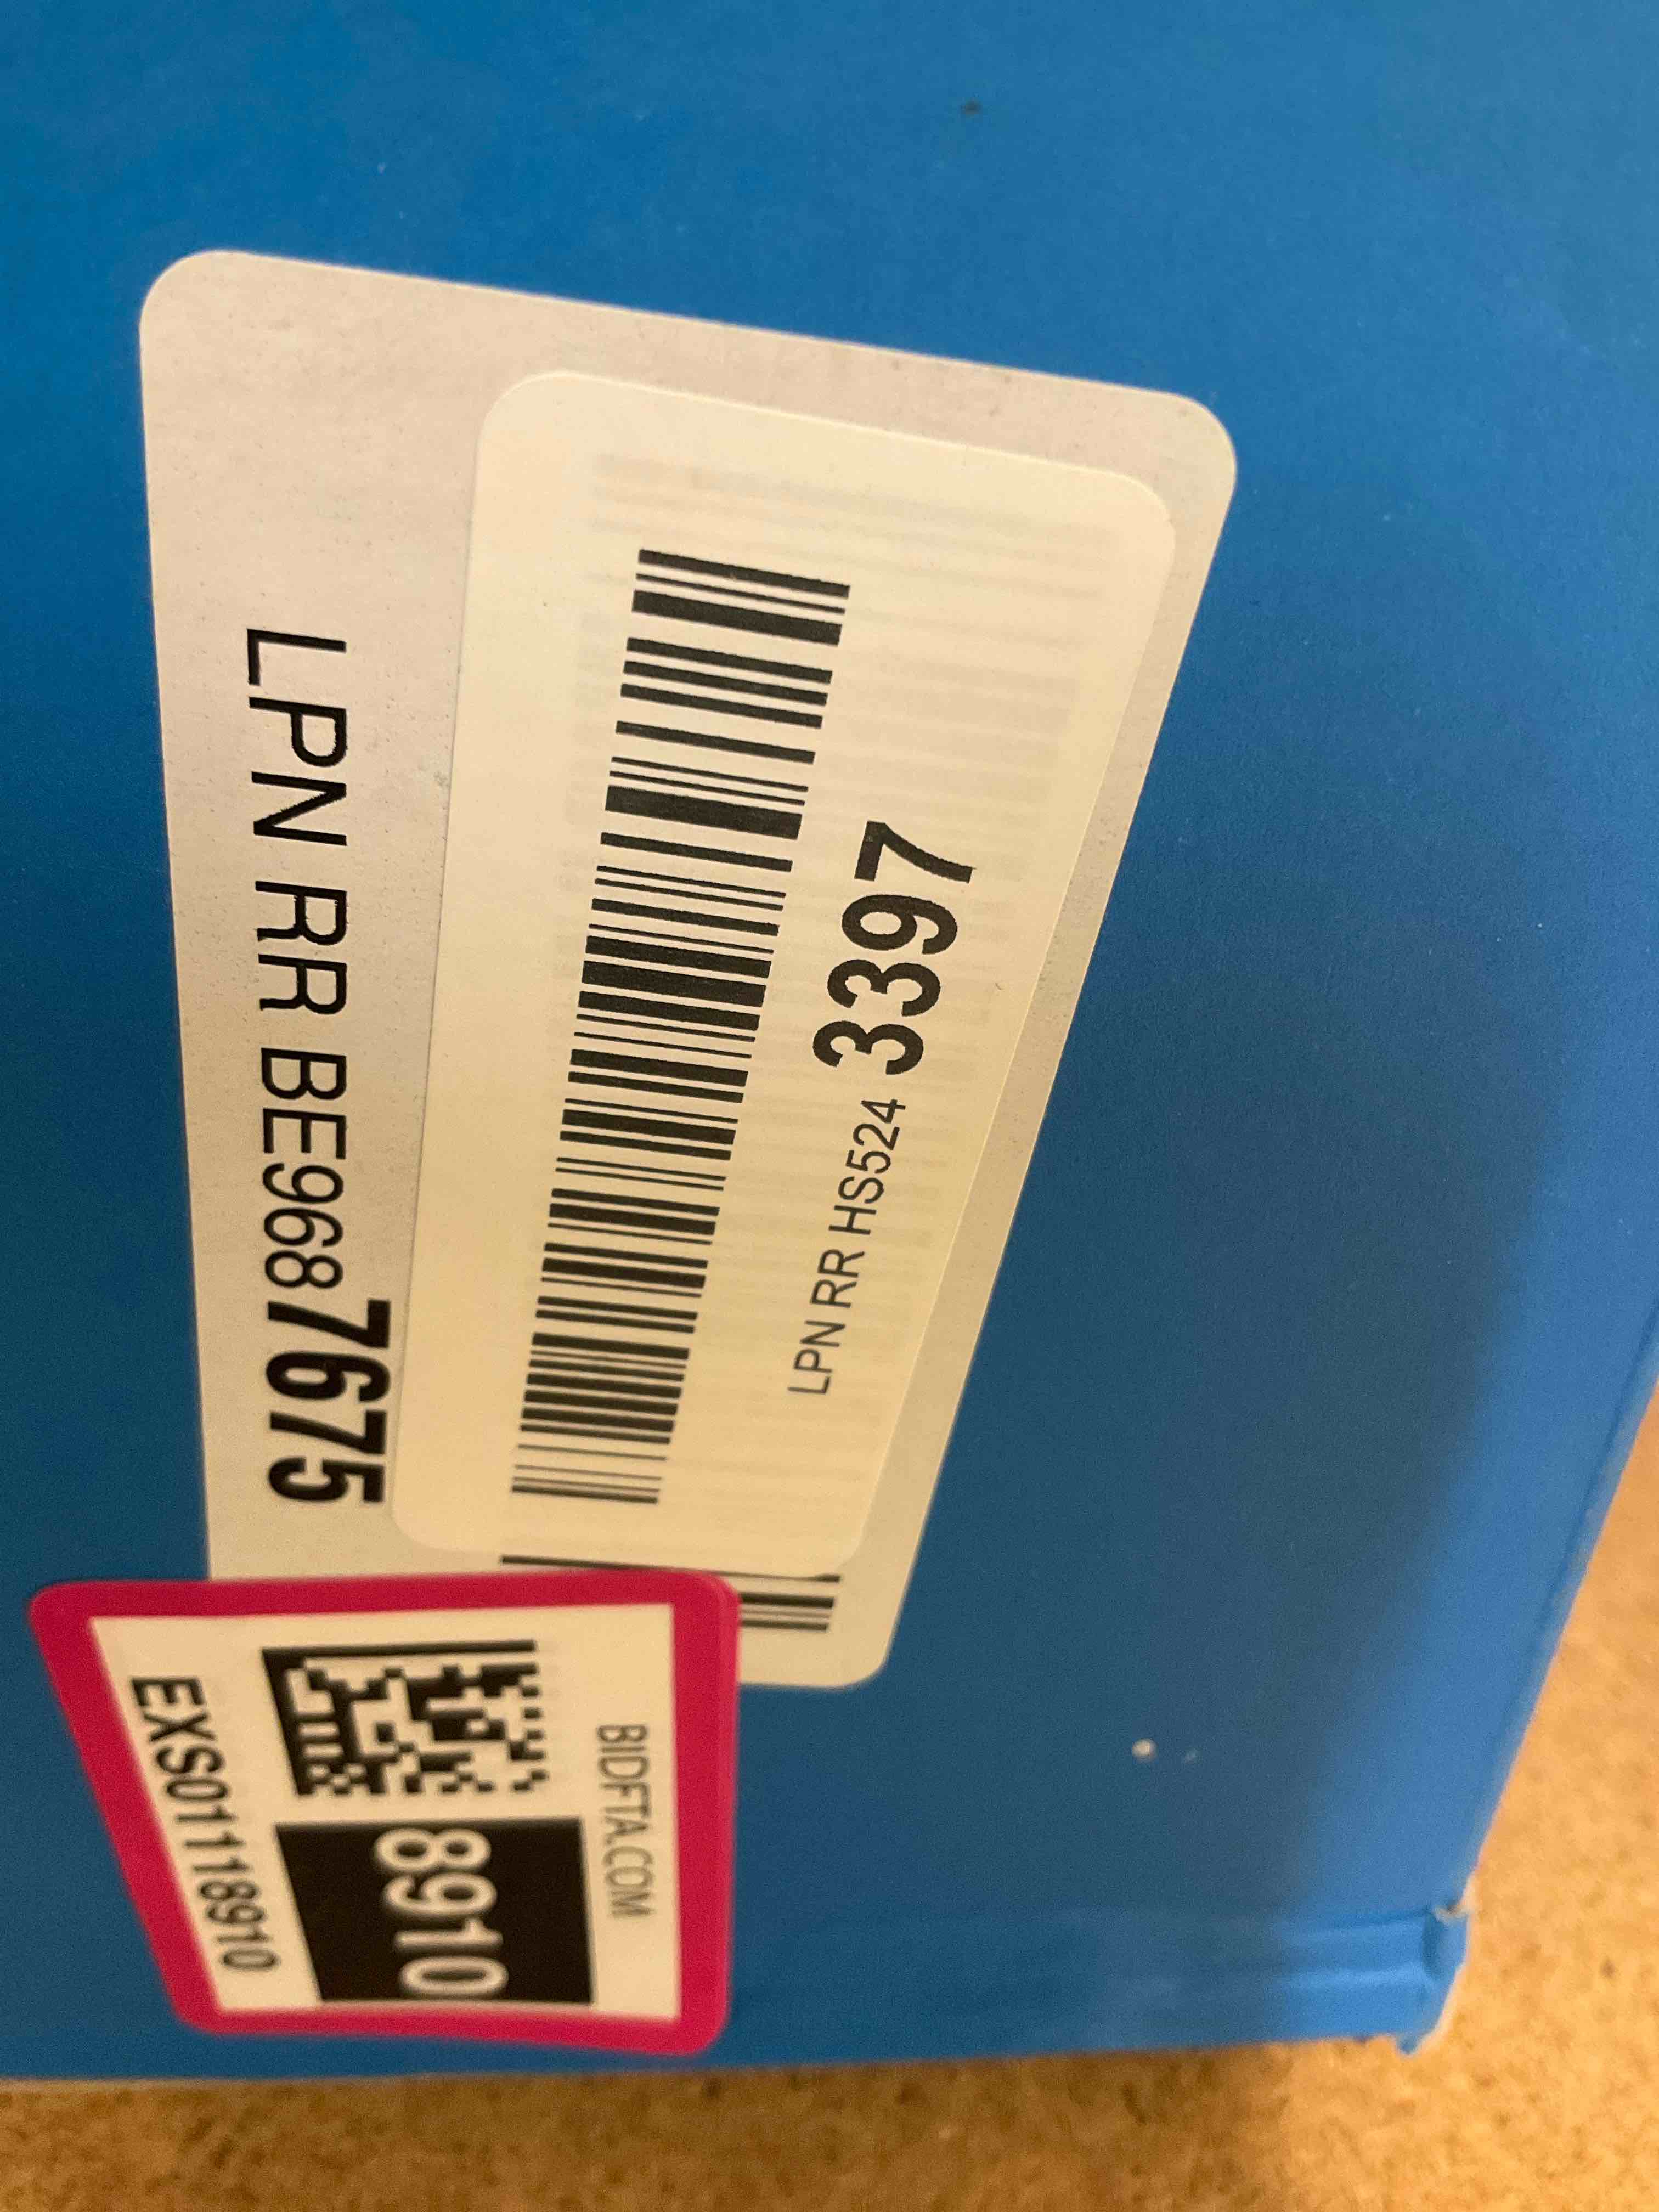 LPN RR BE9687675
LPN RR HS524 3397
BIDFTA.COM
8910
EXS01118910